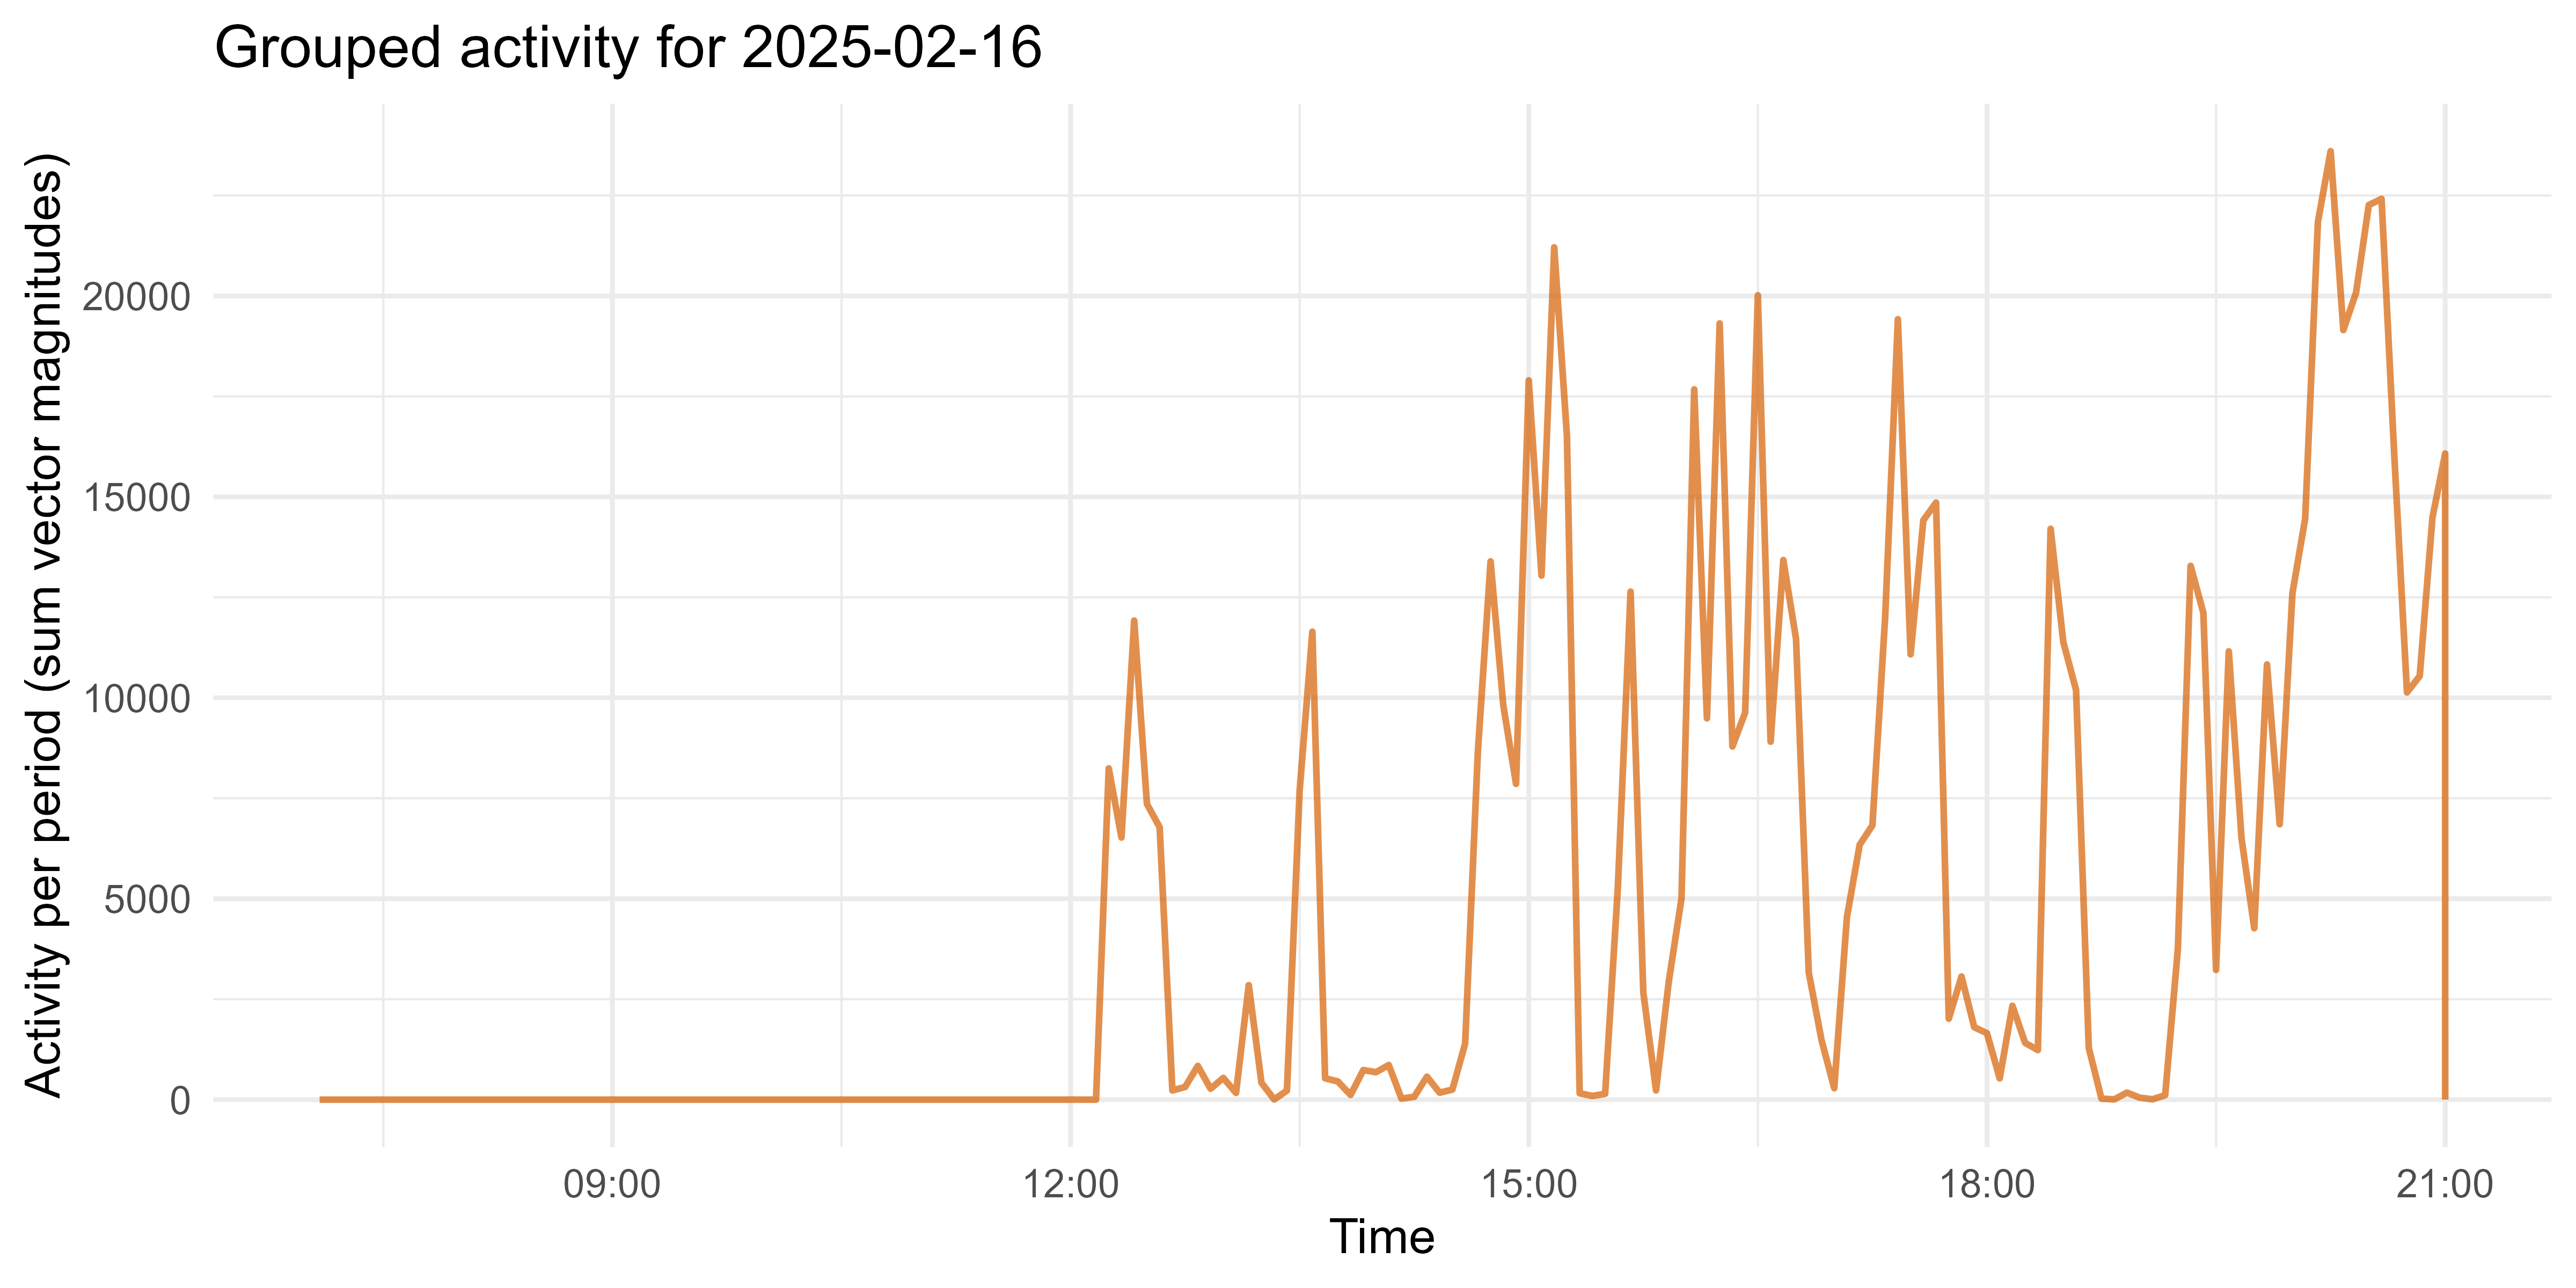 Grouped activity for 2025-02-16
Activity per period (sum vector magnitudes)
20000
15000
10000
5000
0
09:00 12:00 15:00 18:00 21:00
Time